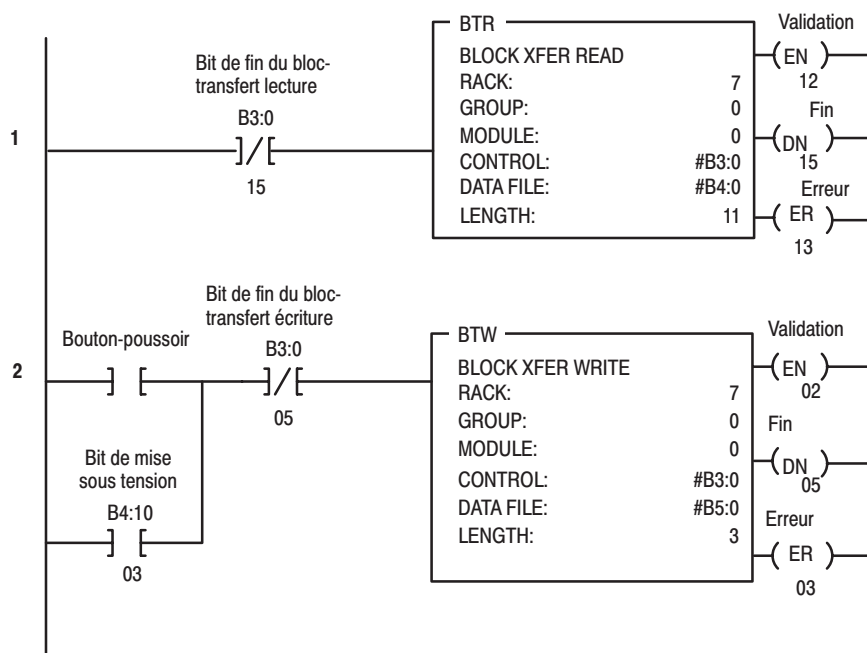 1
Bit de fin du bloc-
transfert lecture
B3:0
15
BTR
BLOCK XFER READ
RACK: 7
GROUP: 0
MODULE: 0
CONTROL: #B3:0
DATA FILE: #B4:0
LENGTH: 11
Validation
EN
12
Fin
DN
15
Erreur
ER
13
2
Bouton-poussoir
Bit de fin du bloc-
transfert écriture
B3:0
05
Bit de mise
sous tension
B4:10
03
BTW
BLOCK XFER WRITE
RACK: 7
GROUP: 0
MODULE: 0
CONTROL: #B3:0
DATA FILE: #B5:0
LENGTH: 3
Validation
EN
02
Fin
DN
05
Erreur
ER
03